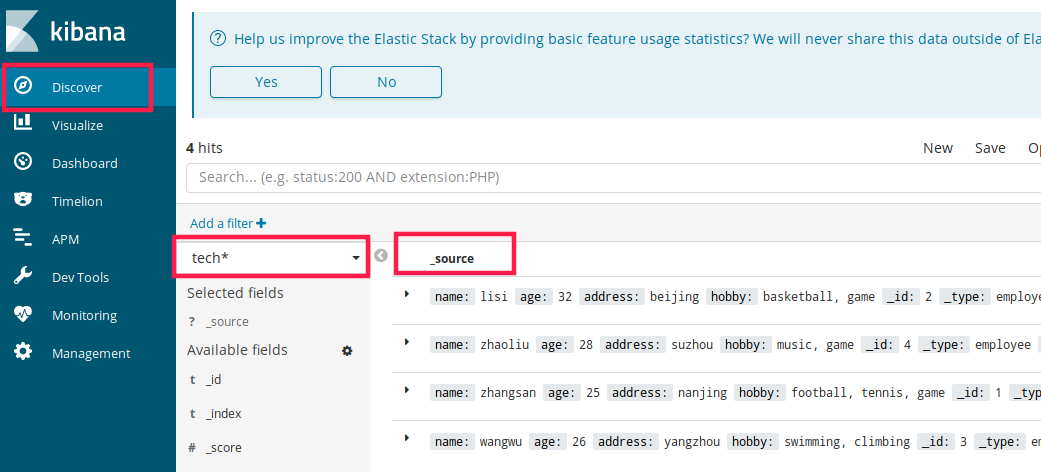 kibana
Discover
Visualize
Dashboard
Timelion
APM
Dev Tools
Monitoring
Management
Help us improve the Elastic Stack by providing basic feature usage statistics? We will never share this data outside of Ela
Yes No
4 hits New Save Op
Search... (e.g. status:200 AND extension:PHP)
Add a filter +
tech*
Selected fields
? _source
Available fields
t _id
t _index
# _score
_source
name: lisi age: 32 address: beijing hobby: basketball, game _id: 2 _type: employe
name: zhaoliu age: 28 address: suzhou hobby: music, game _id: 4 _type: employee
name: zhangsan age: 25 address: nanjing hobby: football, tennis, game _id: 1 _typ
name: wangwu age: 26 address: yangzhou hobby: swimming, climbing _id: 3 _type: em